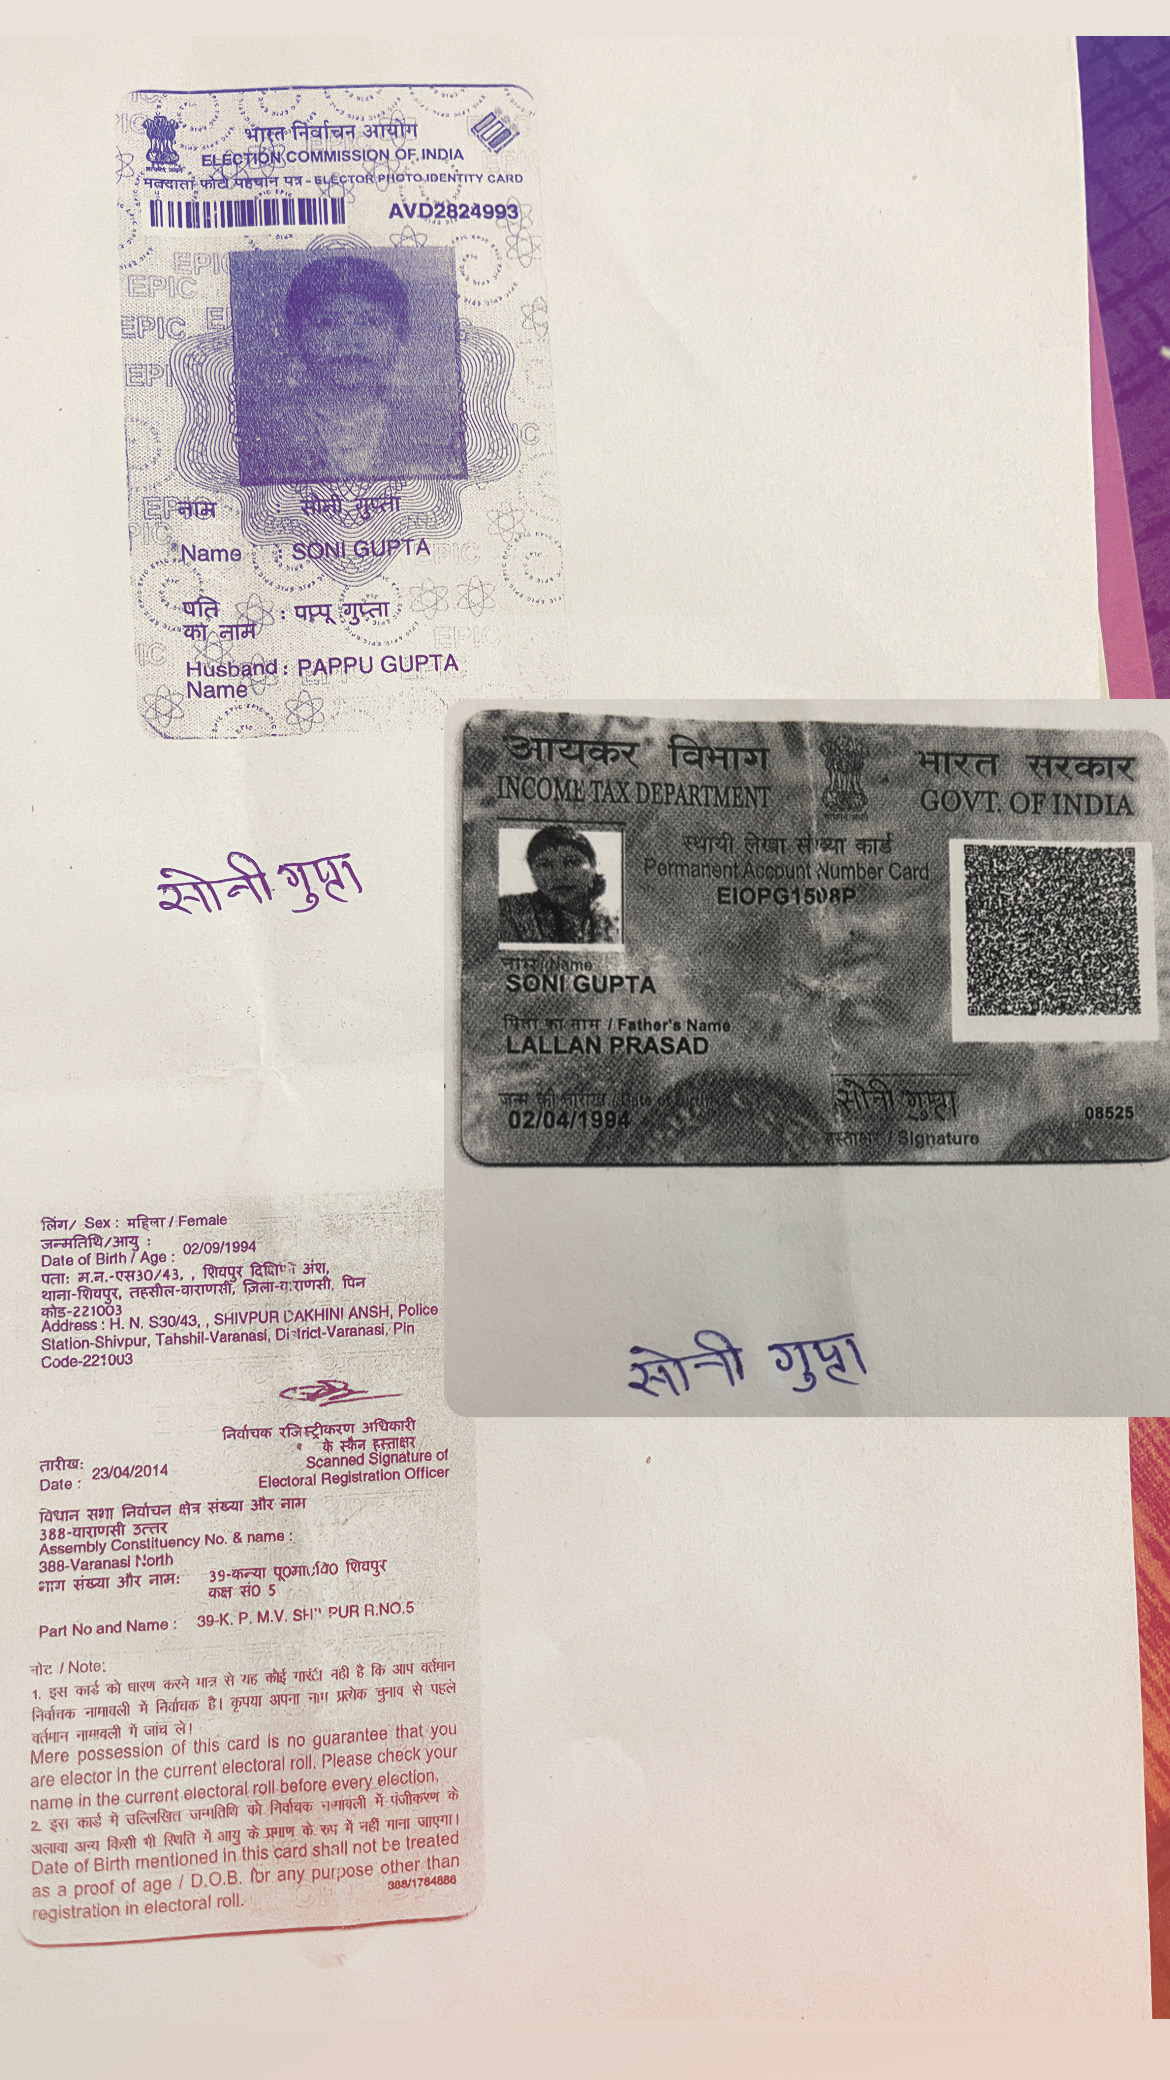 भारत निर्वाचन आयोग
ELECTION COMMISSION OF INDIA
मतदाता फोटो पहचान पत्र - ELECTOR PHOTO IDENTITY CARD
AVD2824993
नाम : सोनी गुप्ता
Name : SONI GUPTA
पति का नाम : पप्पू गुप्ता
Husband Name : PAPPU GUPTA
सोनी गुप्ता
आयकर विभाग
INCOME TAX DEPARTMENT
भारत सरकार
GOVT. OF INDIA
स्थायी लेखा संख्या कार्ड
Permanent Account Number Card
EIOPG1508P
नाम / Name
SONI GUPTA
पिता का नाम / Father's Name
LALLAN PRASAD
जन्म की तारीख / Date of Birth
02/04/1994
सोनी गुप्ता
हस्ताक्षर / Signature
08525
सोनी गुप्ता
लिंग/ Sex : महिला / Female
जन्मतिथि/आयु :
Date of Birth / Age : 02/09/1994
पता: म.न.-एस30/43, , शिवपुर अंश,
थाना-शिवपुर, तहसील-वाराणसी, ज़िला-वाराणसी, पिन
कोड-221003
Address : H. N. S30/43, , SHIVPUR DAKHINI ANSH, Police
Station-Shivpur, Tahshil-Varanasi, District-Varanasi, Pin
Code-221003
निर्वाचक रजिस्ट्रीकरण अधिकारी
के स्कैन हस्ताक्षर
Scanned Signature of
Electoral Registration Officer
तारीख:
Date : 23/04/2014
विधान सभा निर्वाचन क्षेत्र संख्या और नाम
388-वाराणसी उत्तर
Assembly Constituency No. & name :
388-Varanasi North
भाग संख्या और नाम: 39-कन्या पू०मा०वि० शिवपुर
कक्ष सं0 5
Part No and Name : 39-K. P. M.V. SHIVPUR R.NO.5
नोट / Note:
1. इस कार्ड को धारण करने मात्र से यह कोई गारंटी नही है कि आप वर्तमान
निर्वाचक नामावली में निर्वाचक है। कृपया अपना नाम प्रत्येक चुनाव से पहले
वर्तमान नामावली में जांच ले!
Mere possession of this card is no guarantee that you
are elector in the current electoral roll. Please check your
name in the current electoral roll before every election.
2. इस कार्ड में उल्लिखित जन्मतिथि को निर्वाचक नामावली में पंजीकरण के
अलावा अन्य किसी भी स्थिति में आयु के प्रमाण के रुप में नहीं माना जाएगा।
Date of Birth mentioned in this card shall not be treated
as a proof of age / D.O.B. for any purpose other than
registration in electoral roll.
388/1784886